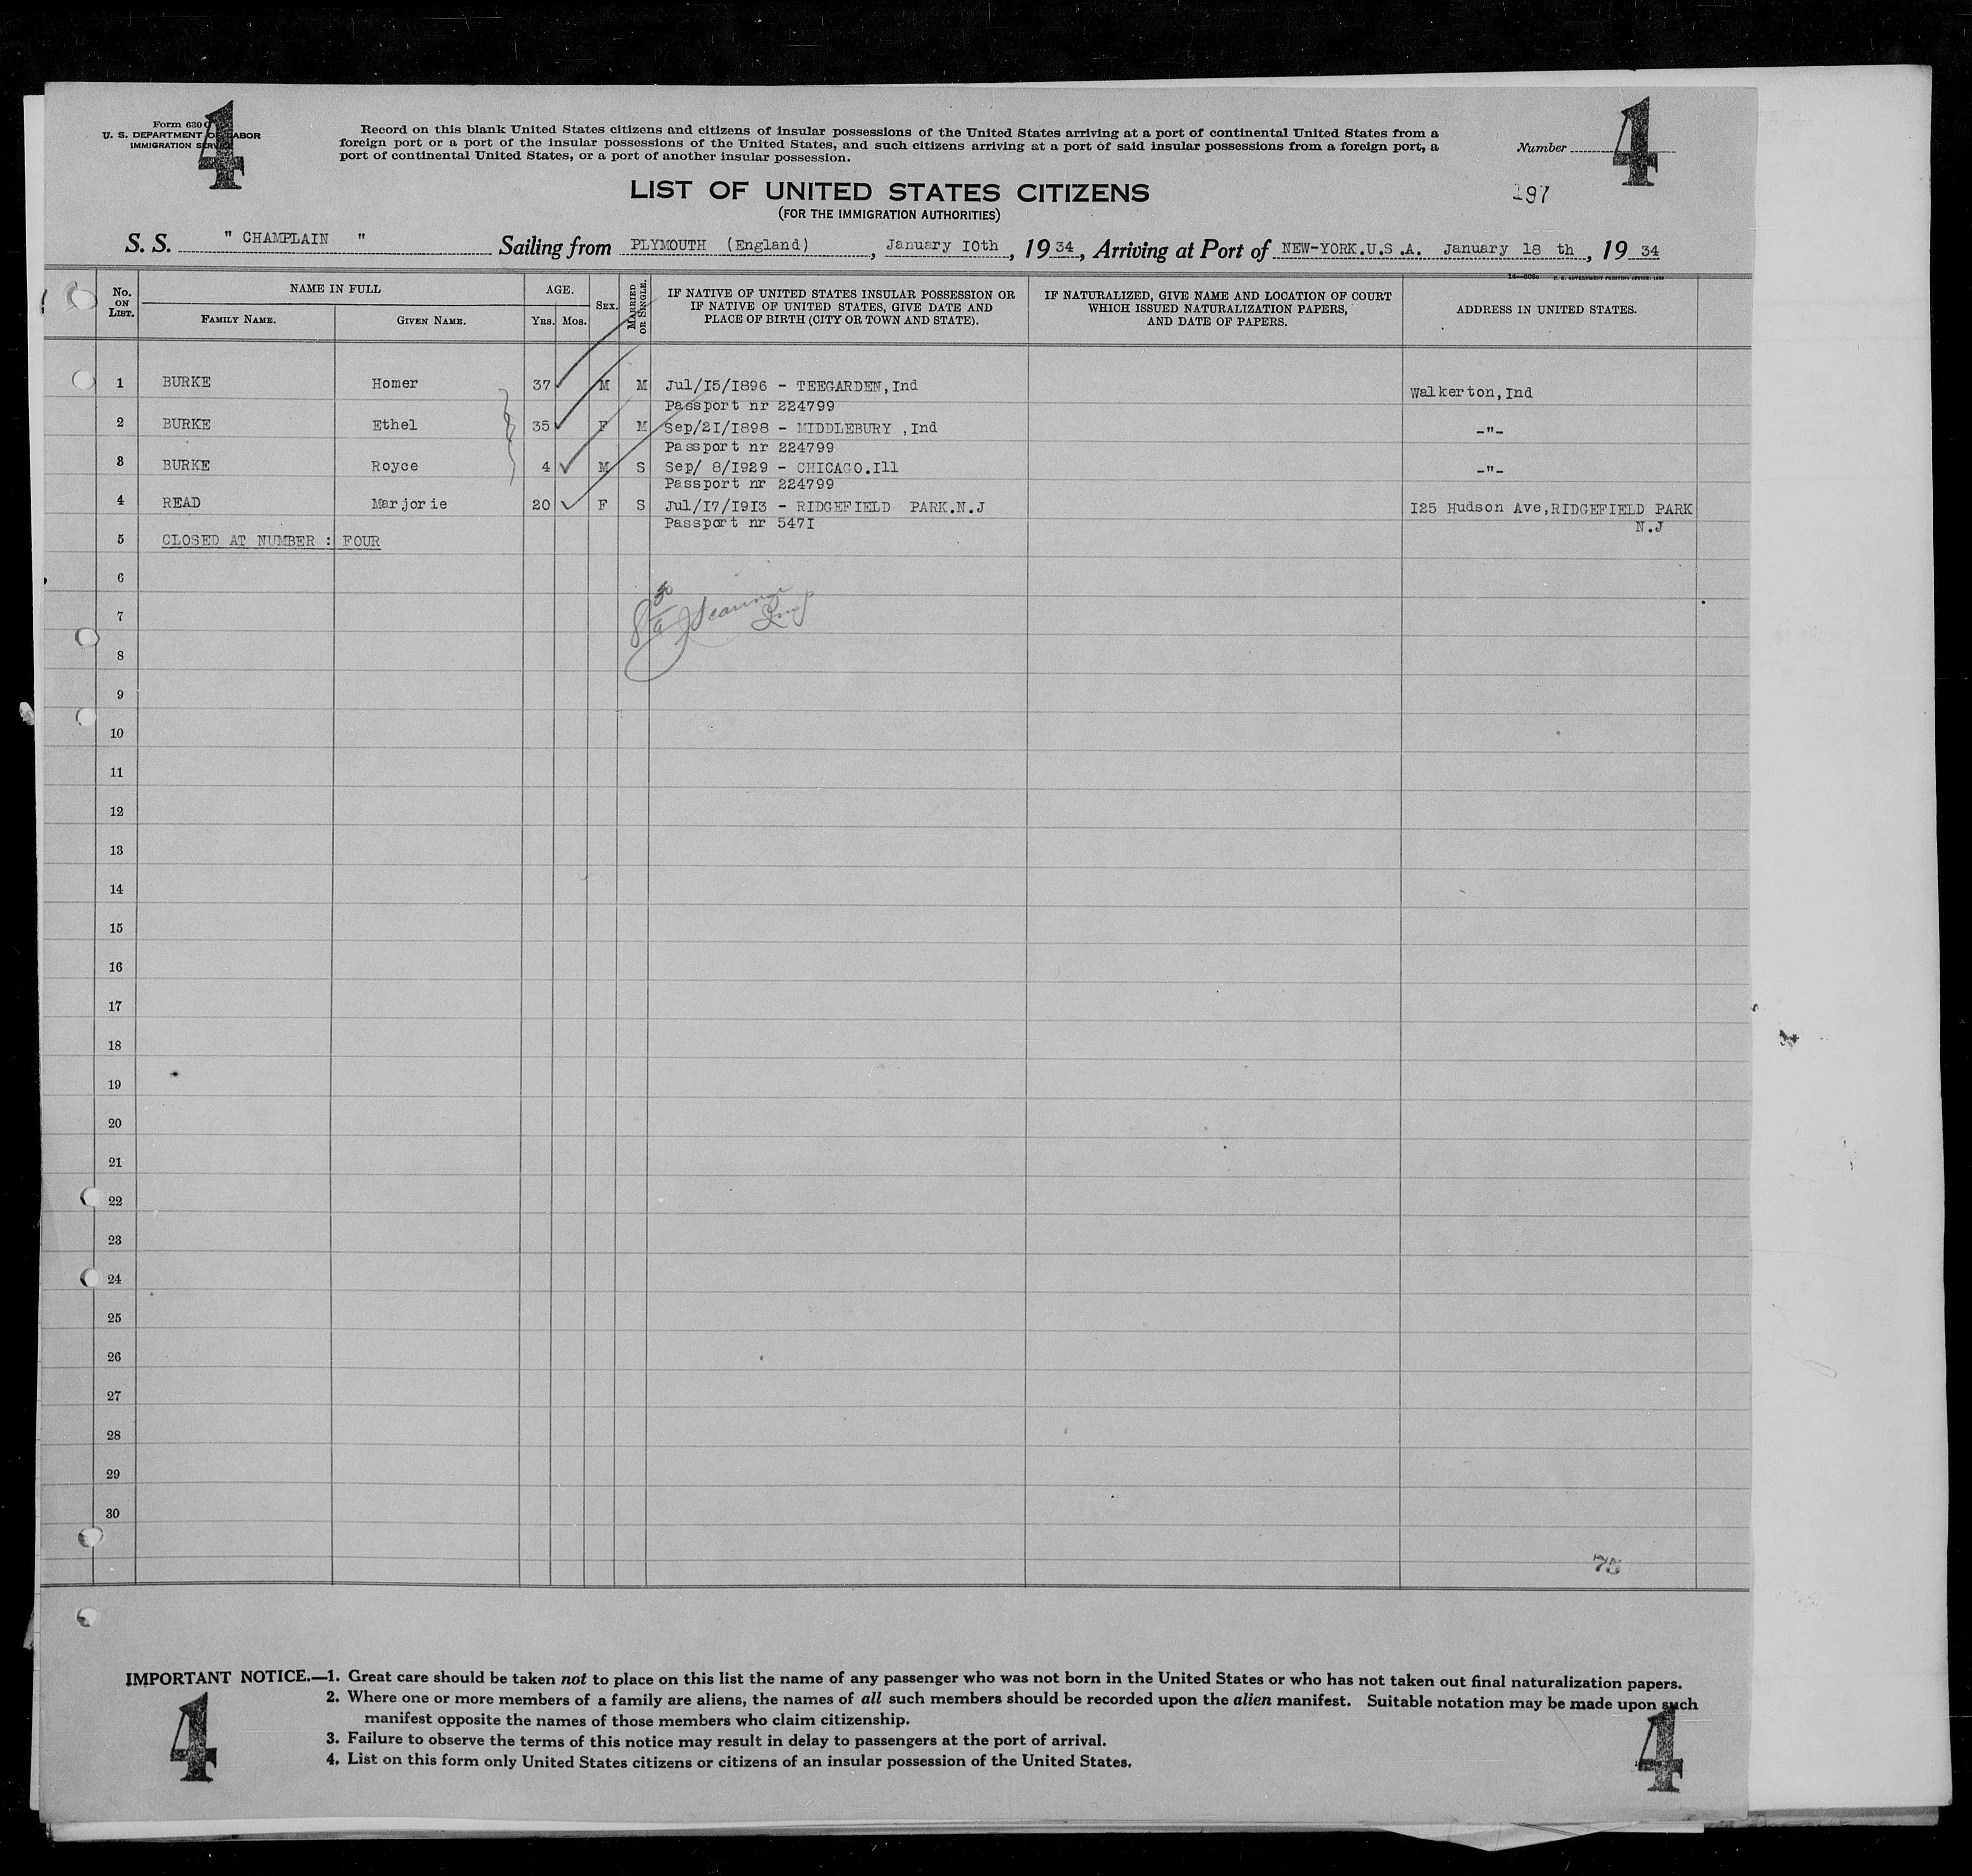 4
4
Form 630
U. S. DEPARTMENT OF LABOR
IMMIGRATION SERVICE
Record on this blank United States citizens and citizens of insular possessions of the United States arriving at a port of continental United States from a
foreign port or a port of the insular possessions of the United States, and such citizens arriving at a port of said insular possessions from a foreign port, a
port of continental United States, or a port of another insular possession.
Number
LIST OF UNITED STATES CITIZENS
(FOR THE IMMIGRATION AUTHORITIES)
197
S. S. " CHAMPLAIN " Sailing from PLYMOUTH (England), January I0th, 19 34, Arriving at Port of NEW-YORK.U.S.A. January 18 th, 19 34
No. ON LIST.
NAME IN FULL
FAMILY NAME. GIVEN NAME.
AGE.
Yrs. Mos.
SEX.
MARRIED OR SINGLE.
IF NATIVE OF UNITED STATES INSULAR POSSESSION OR
IF NATIVE OF UNITED STATES, GIVE DATE AND
PLACE OF BIRTH (CITY OR TOWN AND STATE).
IF NATURALIZED, GIVE NAME AND LOCATION OF COURT
WHICH ISSUED NATURALIZATION PAPERS,
AND DATE OF PAPERS.
ADDRESS IN UNITED STATES.
1 BURKE Homer 37 M M Jul/I5/I896 - TEEGARDEN,Ind Walkerton,Ind
Passport nr 224799
2 BURKE Ethel 35 F M Sep/2I/I898 - MIDDLEBURY ,Ind -"-
Passport nr 224799
3 BURKE Royce 4 M S Sep/ 8/I929 - CHICAGO.Ill -"-
Passport nr 224799
4 READ Marjorie 20 F S Jul/I7/I9I3 - RIDGEFIELD PARK.N.J I25 Hudson Ave,RIDGEFIELD PARK
Passport nr 547I N.J
5 CLOSED AT NUMBER : FOUR
6
7
8
9
10
11
12
13
14
15
16
17
18
19
20
21
22
23
24
25
26
27
28
29
30
75
IMPORTANT NOTICE.—1. Great care should be taken not to place on this list the name of any passenger who was not born in the United States or who has not taken out final naturalization papers.
2. Where one or more members of a family are aliens, the names of all such members should be recorded upon the alien manifest. Suitable notation may be made upon such
manifest opposite the names of those members who claim citizenship.
3. Failure to observe the terms of this notice may result in delay to passengers at the port of arrival.
4. List on this form only United States citizens or citizens of an insular possession of the United States.
4
4